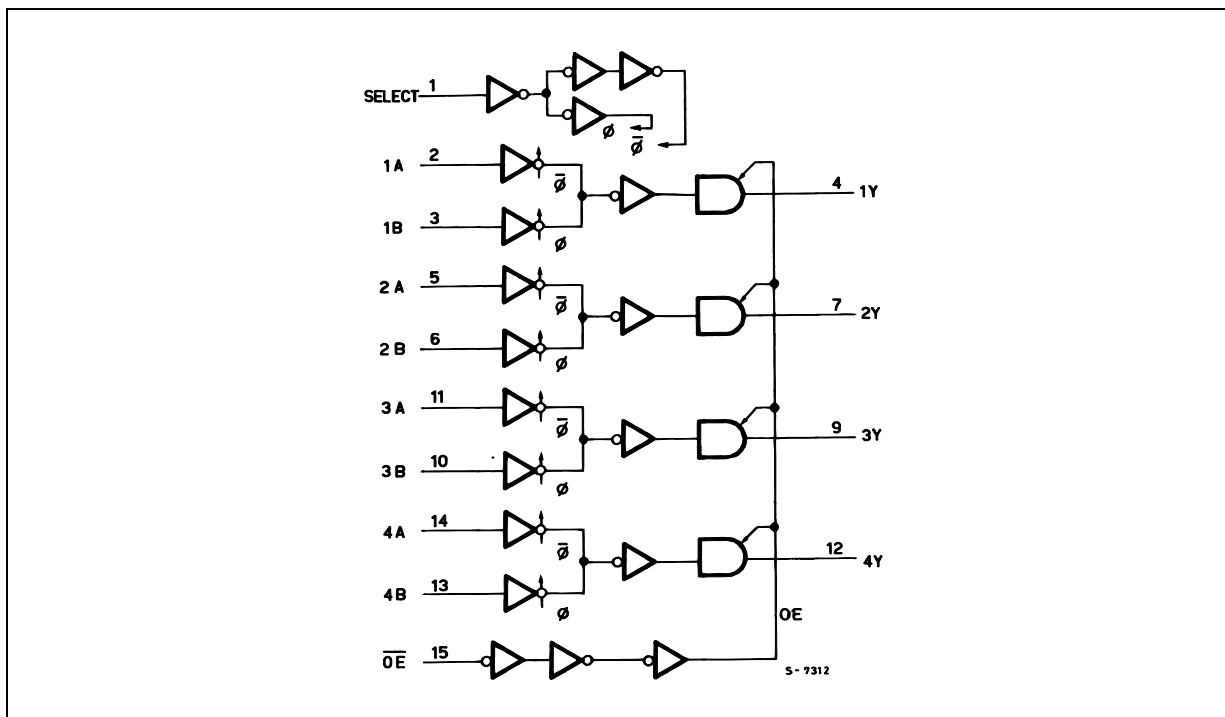 SELECT 1
ø
ø̅
1A 2
ø̅
4 1Y
1B 3
ø
2A 5
ø̅
7 2Y
2B 6
ø
3A 11
ø̅
9 3Y
3B 10
ø
4A 14
ø̅
12 4Y
4B 13
ø
OE
O̅E̅ 15
S-7312